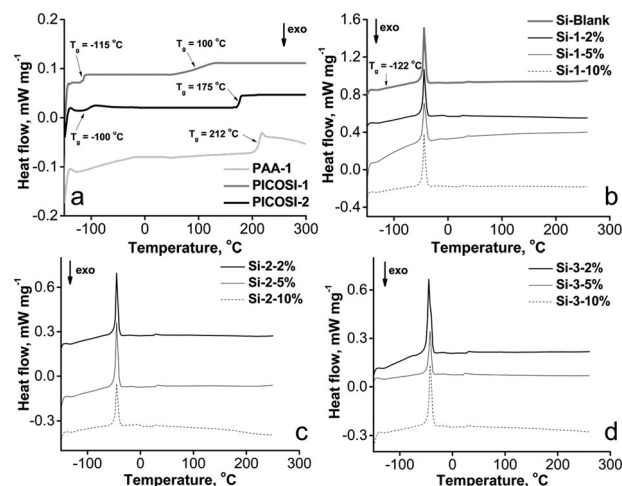 exo
T_g = -115 °C
T_g = 100 °C
T_g = 175 °C
T_g = -100 °C
T_g = 212 °C
PAA-1
PICOSI-1
PICOSI-2
a
0.2
0.1
0.0
-0.1
-0.2
-100 0 100 200 300
Heat flow, mW mg⁻¹
Temperature, °C
exo
Si-Blank
Si-1-2%
Si-1-5%
Si-1-10%
T_g = -122 °C
b
1.6
1.2
0.8
0.4
0.0
-0.4
-100 0 100 200 300
Heat flow, mW mg⁻¹
Temperature, °C
exo
Si-2-2%
Si-2-5%
Si-2-10%
c
0.6
0.3
0.0
-0.3
-100 0 100 200 300
Heat flow, mW mg⁻¹
Temperature, °C
exo
Si-3-2%
Si-3-5%
Si-3-10%
d
0.6
0.3
0.0
-0.3
-100 0 100 200 300
Heat flow, mW mg⁻¹
Temperature, °C